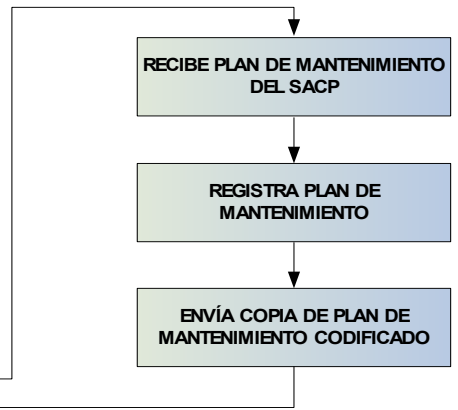 RECIBE PLAN DE MANTENIMIENTO
DEL SACP
REGISTRA PLAN DE
MANTENIMIENTO
ENVÍA COPIA DE PLAN DE
MANTENIMIENTO CODIFICADO